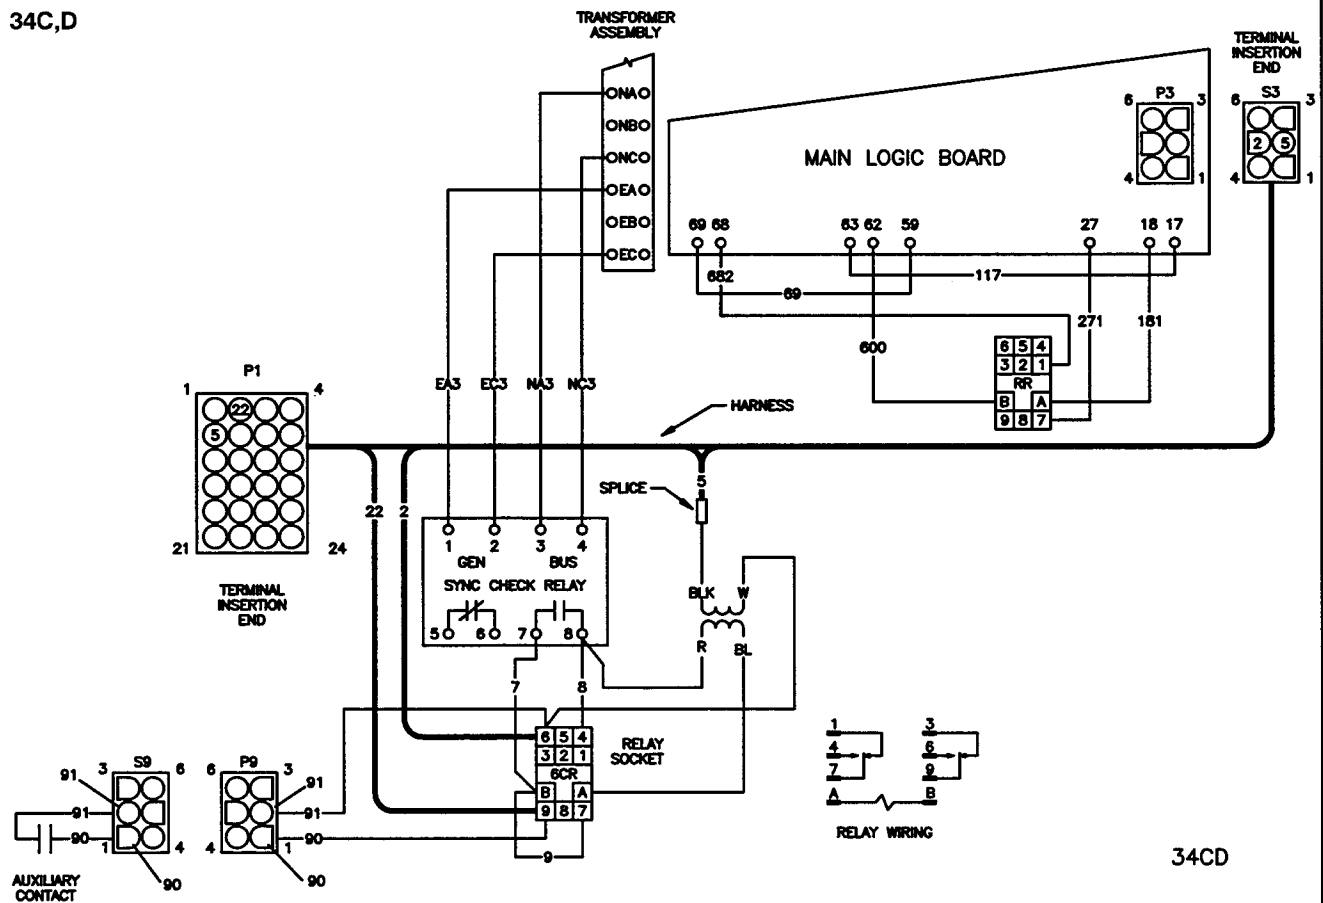 34C,D
TRANSFORMER
ASSEMBLY
NA
NB
NC
EA
EB
EC
MAIN LOGIC BOARD
P3
6
3
4
1
TERMINAL
INSERTION
END
S3
6
3
2
5
4
1
69
68
63
62
59
27
18
17
682
117
69
600
271
181
6 5 4
3 2 1
RR
B
A
9 8 7
P1
1
4
22
5
21
24
TERMINAL
INSERTION
END
EA3
EC3
NA3
NC3
HARNESS
22
2
5
SPLICE
1
2
3
4
GEN
BUS
SYNC CHECK RELAY
5
6
7
8
BLK
W
R
BL
7
8
6 5 4
3 2 1
6CR
B
A
9 8 7
RELAY
SOCKET
9
S9
3
6
91
91
90
1
4
90
AUXILIARY
CONTACT
P9
6
3
91
91
90
4
1
90
1
4
7
A
3
6
9
B
RELAY WIRING
34CD